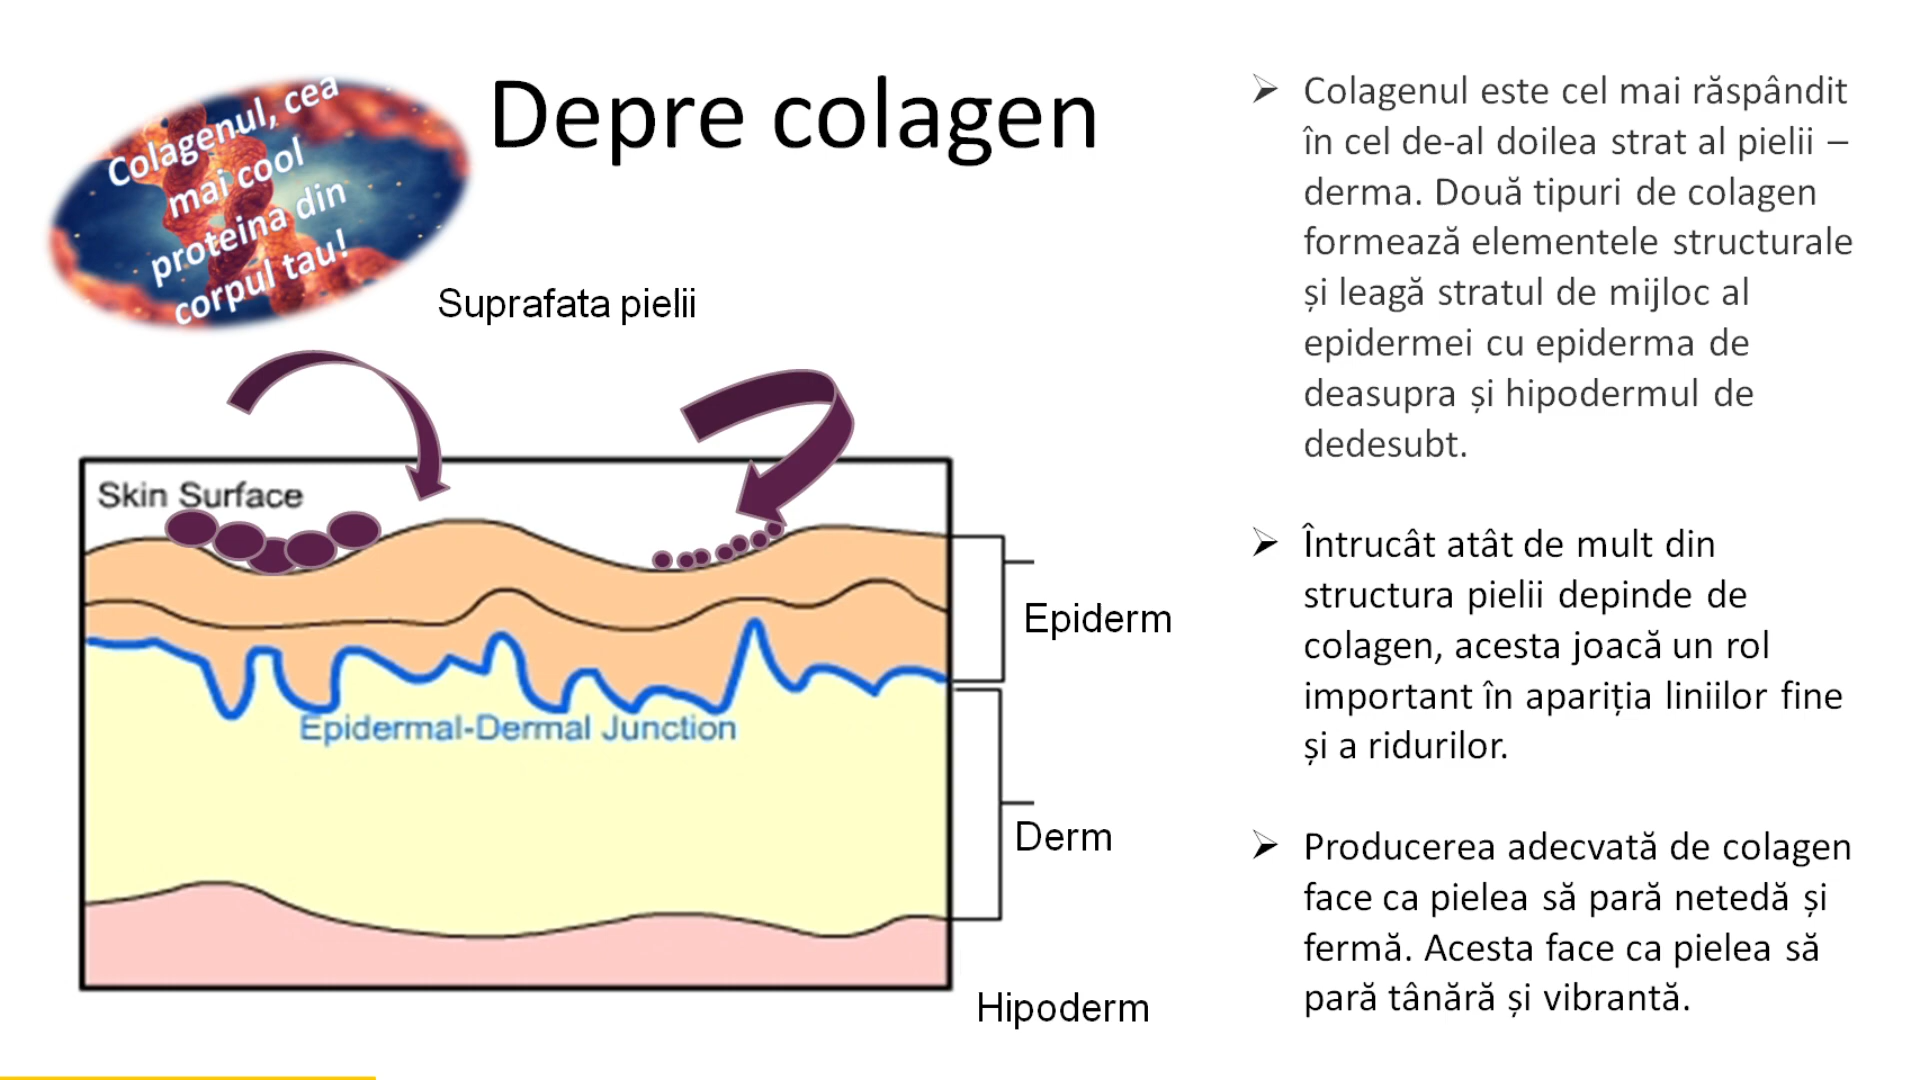 Colagenul, cea
mai cool
proteina din
corpul tau!
Depre colagen
Suprafata pielii
Skin Surface
Epidermal-Dermal Junction
Epiderm
Derm
Hipoderm
➢ Colagenul este cel mai răspândit
în cel de-al doilea strat al pielii –
derma. Două tipuri de colagen
formează elementele structurale
și leagă stratul de mijloc al
epidermei cu epiderma de
deasupra și hipodermul de
dedesubt.
➢ Întrucât atât de mult din
structura pielii depinde de
colagen, acesta joacă un rol
important în apariția liniilor fine
și a ridurilor.
➢ Producerea adecvată de colagen
face ca pielea să pară netedă și
fermă. Acesta face ca pielea să
pară tânără și vibrantă.